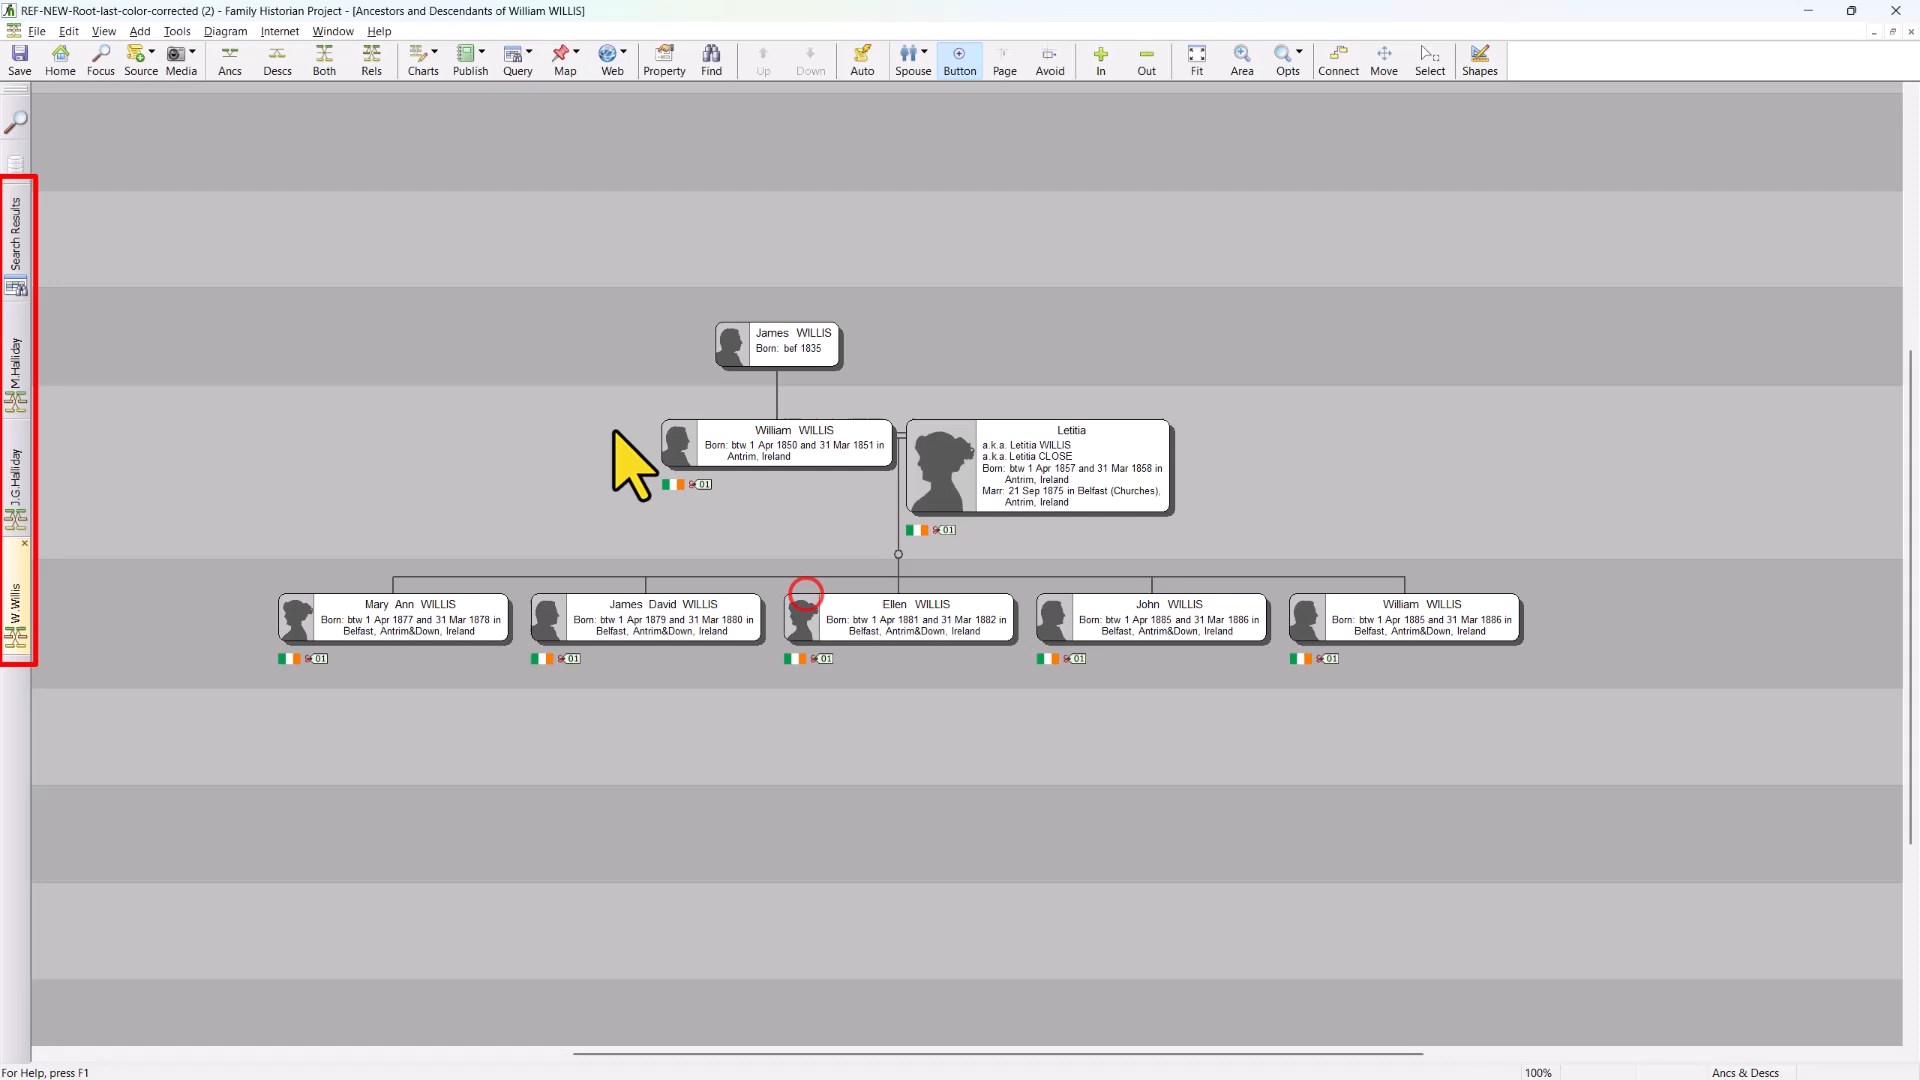 REF-NEW-Root-last-color-corrected (2) - Family Historian Project - [Ancestors and Descendants of William WILLIS]
File Edit View Add Tools Diagram Internet Window Help
Save Home Focus Source Media Ancs Descs Both Rels Charts Publish Query Map Web Property Find Up Down Auto Spouse Button Page Avoid In Out Fit Area Opts Connect Move Select Shapes
Search Results
M.Halliday
J.G.Halliday
W.Willis
James WILLIS
Born: bef 1835
William WILLIS
Born: btw 1 Apr 1850 and 31 Mar 1851 in
Antrim, Ireland
01
Letitia
a.k.a. Letitia WILLIS
a.k.a. Letitia CLOSE
Born: btw 1 Apr 1857 and 31 Mar 1858 in
Antrim, Ireland
Marr: 21 Sep 1875 in Belfast (Churches),
Antrim, Ireland
01
Mary Ann WILLIS
Born: btw 1 Apr 1877 and 31 Mar 1878 in
Belfast, Antrim&Down, Ireland
01
James David WILLIS
Born: btw 1 Apr 1879 and 31 Mar 1880 in
Belfast, Antrim&Down, Ireland
01
Ellen WILLIS
Born: btw 1 Apr 1881 and 31 Mar 1882 in
Belfast, Antrim&Down, Ireland
01
John WILLIS
Born: btw 1 Apr 1885 and 31 Mar 1886 in
Belfast, Antrim&Down, Ireland
01
William WILLIS
Born: btw 1 Apr 1885 and 31 Mar 1886 in
Belfast, Antrim&Down, Ireland
01
For Help, press F1
100%
Ancs & Descs